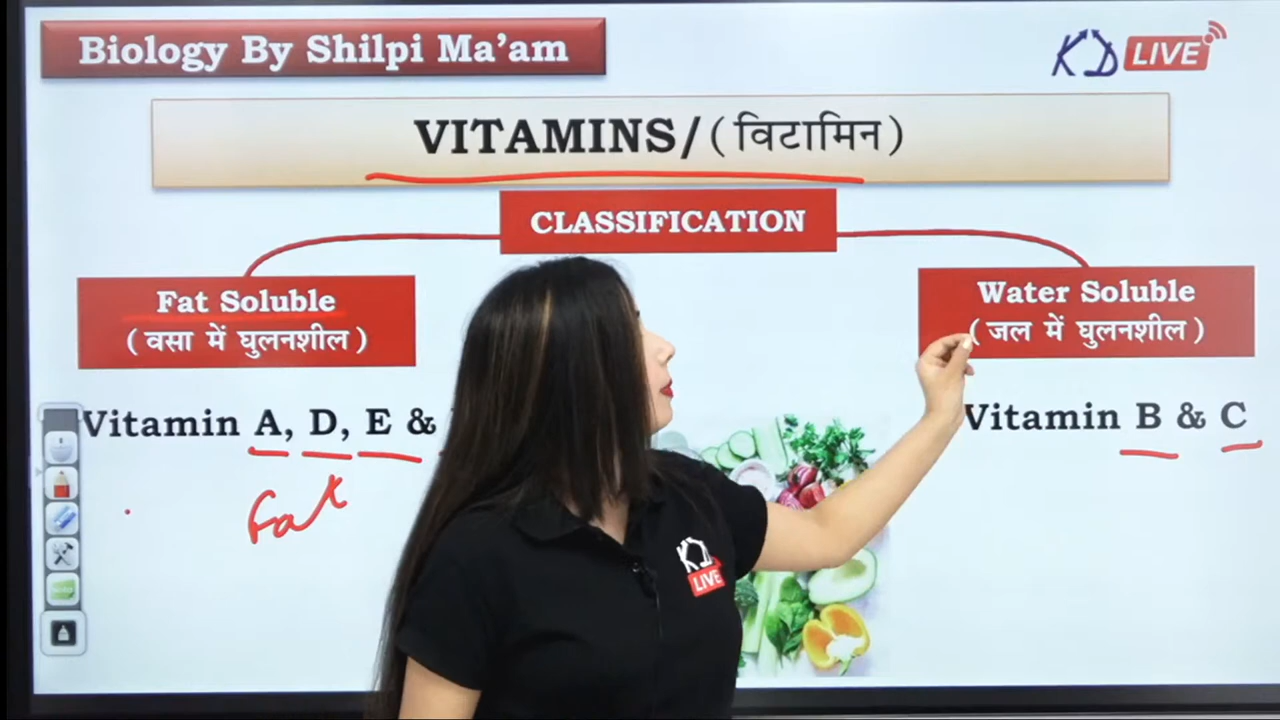 Biology By Shilpi Ma’am
KD LIVE
VITAMINS/(विटामिन)
CLASSIFICATION
Fat Soluble
(वसा में घुलनशील)
Water Soluble
(जल में घुलनशील)
Vitamin A, D, E &
Vitamin B & C
Fat
KD
LIVE